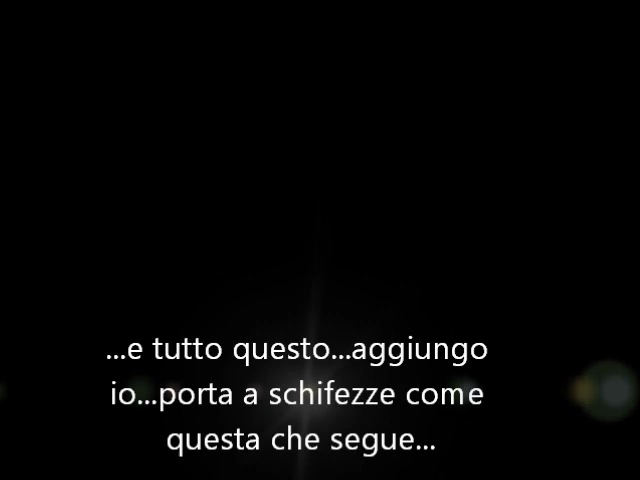 ...e tutto questo...aggiungo
io...porta a schifezze come
questa che segue...